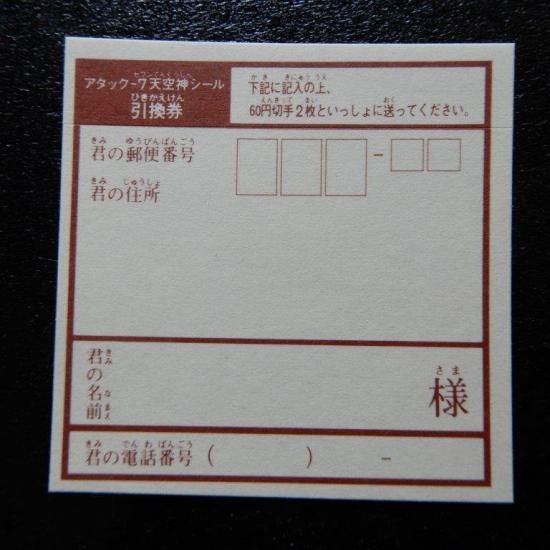 アタック-7天空神シール
引換券
下記に記入の上、
60円切手2枚といっしょに送ってください。
君の郵便番号
-
君の住所
君の名前
様
君の電話番号 ( ) -